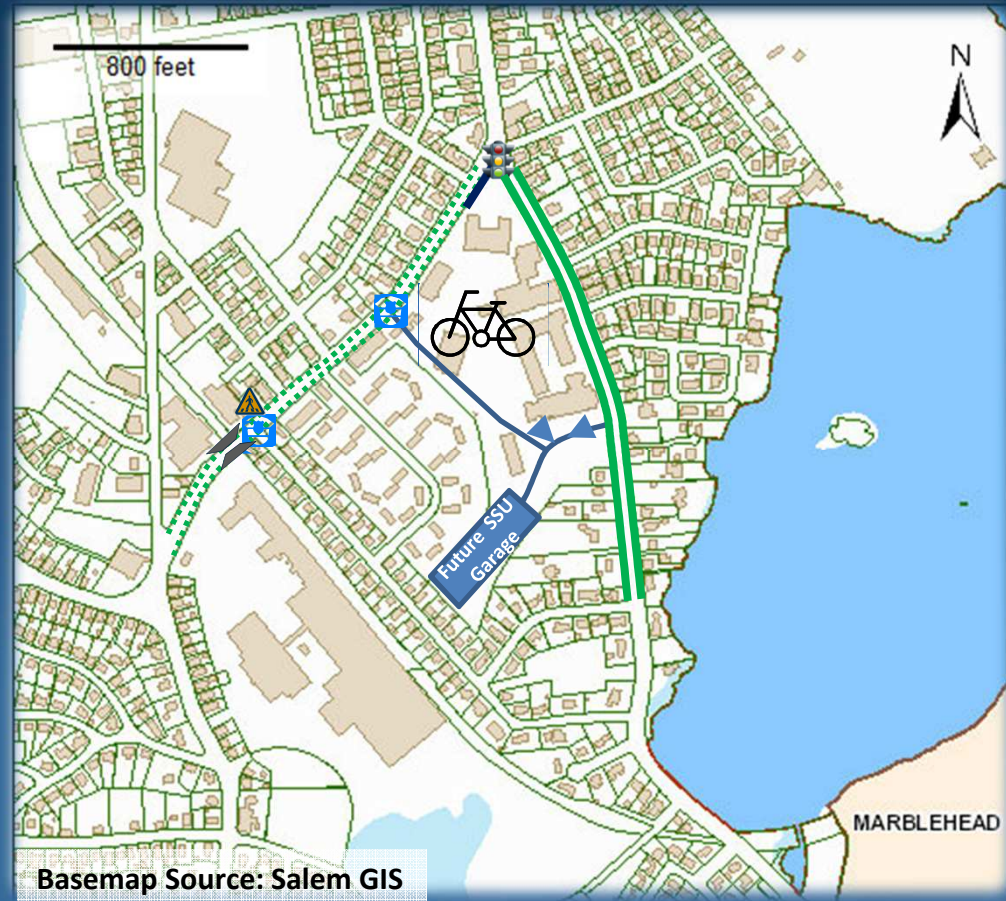 800 feet
N
Future SSU
Garage
MARBLEHEAD
Basemap Source: Salem GIS